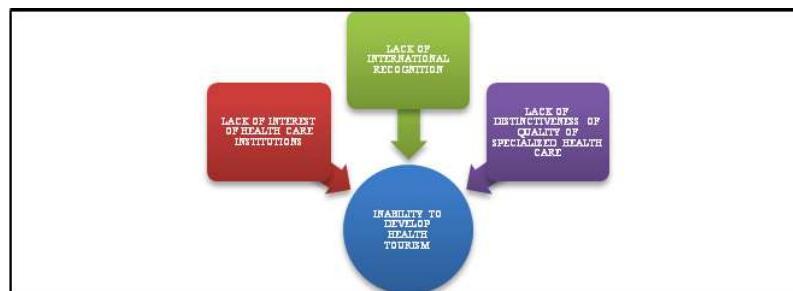 LACK OF
INTERNATIONAL
RECOGNITION
LACK OF INTEREST
OF HEALTH CARE
INSTITUTIONS
LACK OF
DISTINCTIVENESS OF
QUALITY OF
SPECIALIZED HEALTH
CARE
INABILITY TO
DEVELOP
HEALTH
TOURISM